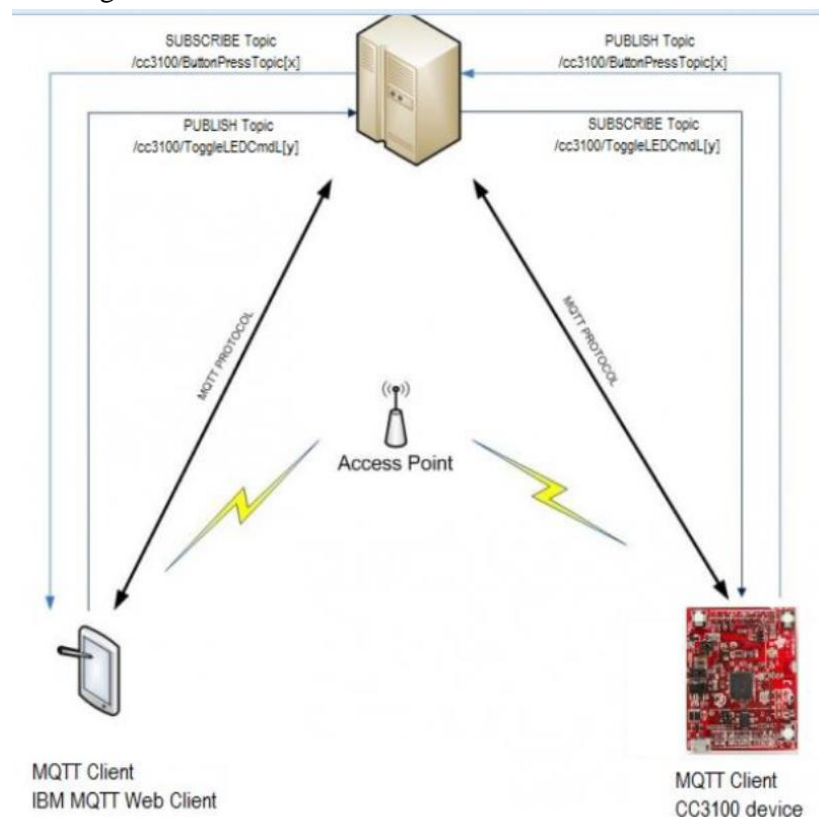 SUBSCRIBE Topic
/cc3100/ButtonPressTopic[x]
PUBLISH Topic
/cc3100/ButtonPressTopic[x]
PUBLISH Topic
/cc3100/ToggleLEDCmdL[y]
SUBSCRIBE Topic
/cc3100/ToggleLEDCmdL[y]
MQTT PROTOCOL
MQTT PROTOCOL
Access Point
MQTT Client
IBM MQTT Web Client
MQTT Client
CC3100 device